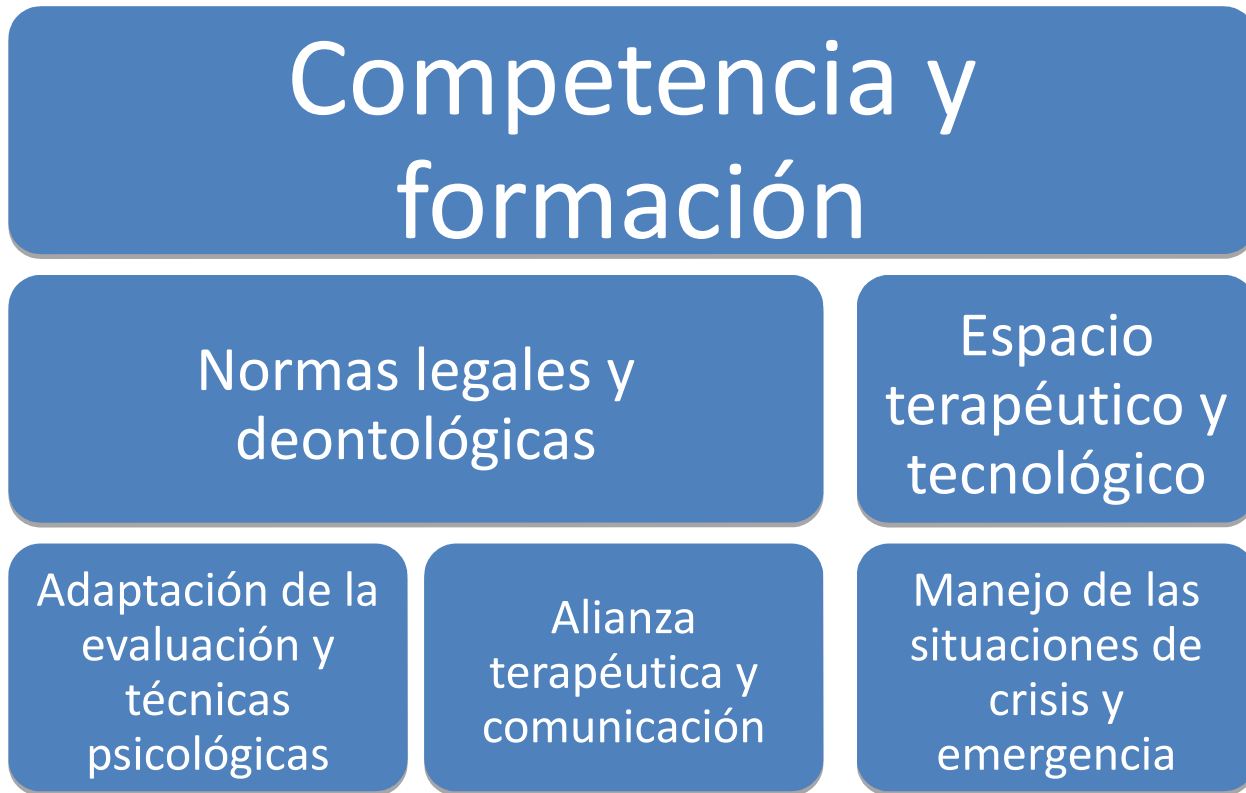 Competencia y
formación
Normas legales y
deontológicas
Espacio
terapéutico y
tecnológico
Adaptación de la
evaluación y
técnicas
psicológicas
Alianza
terapéutica y
comunicación
Manejo de las
situaciones de
crisis y
emergencia